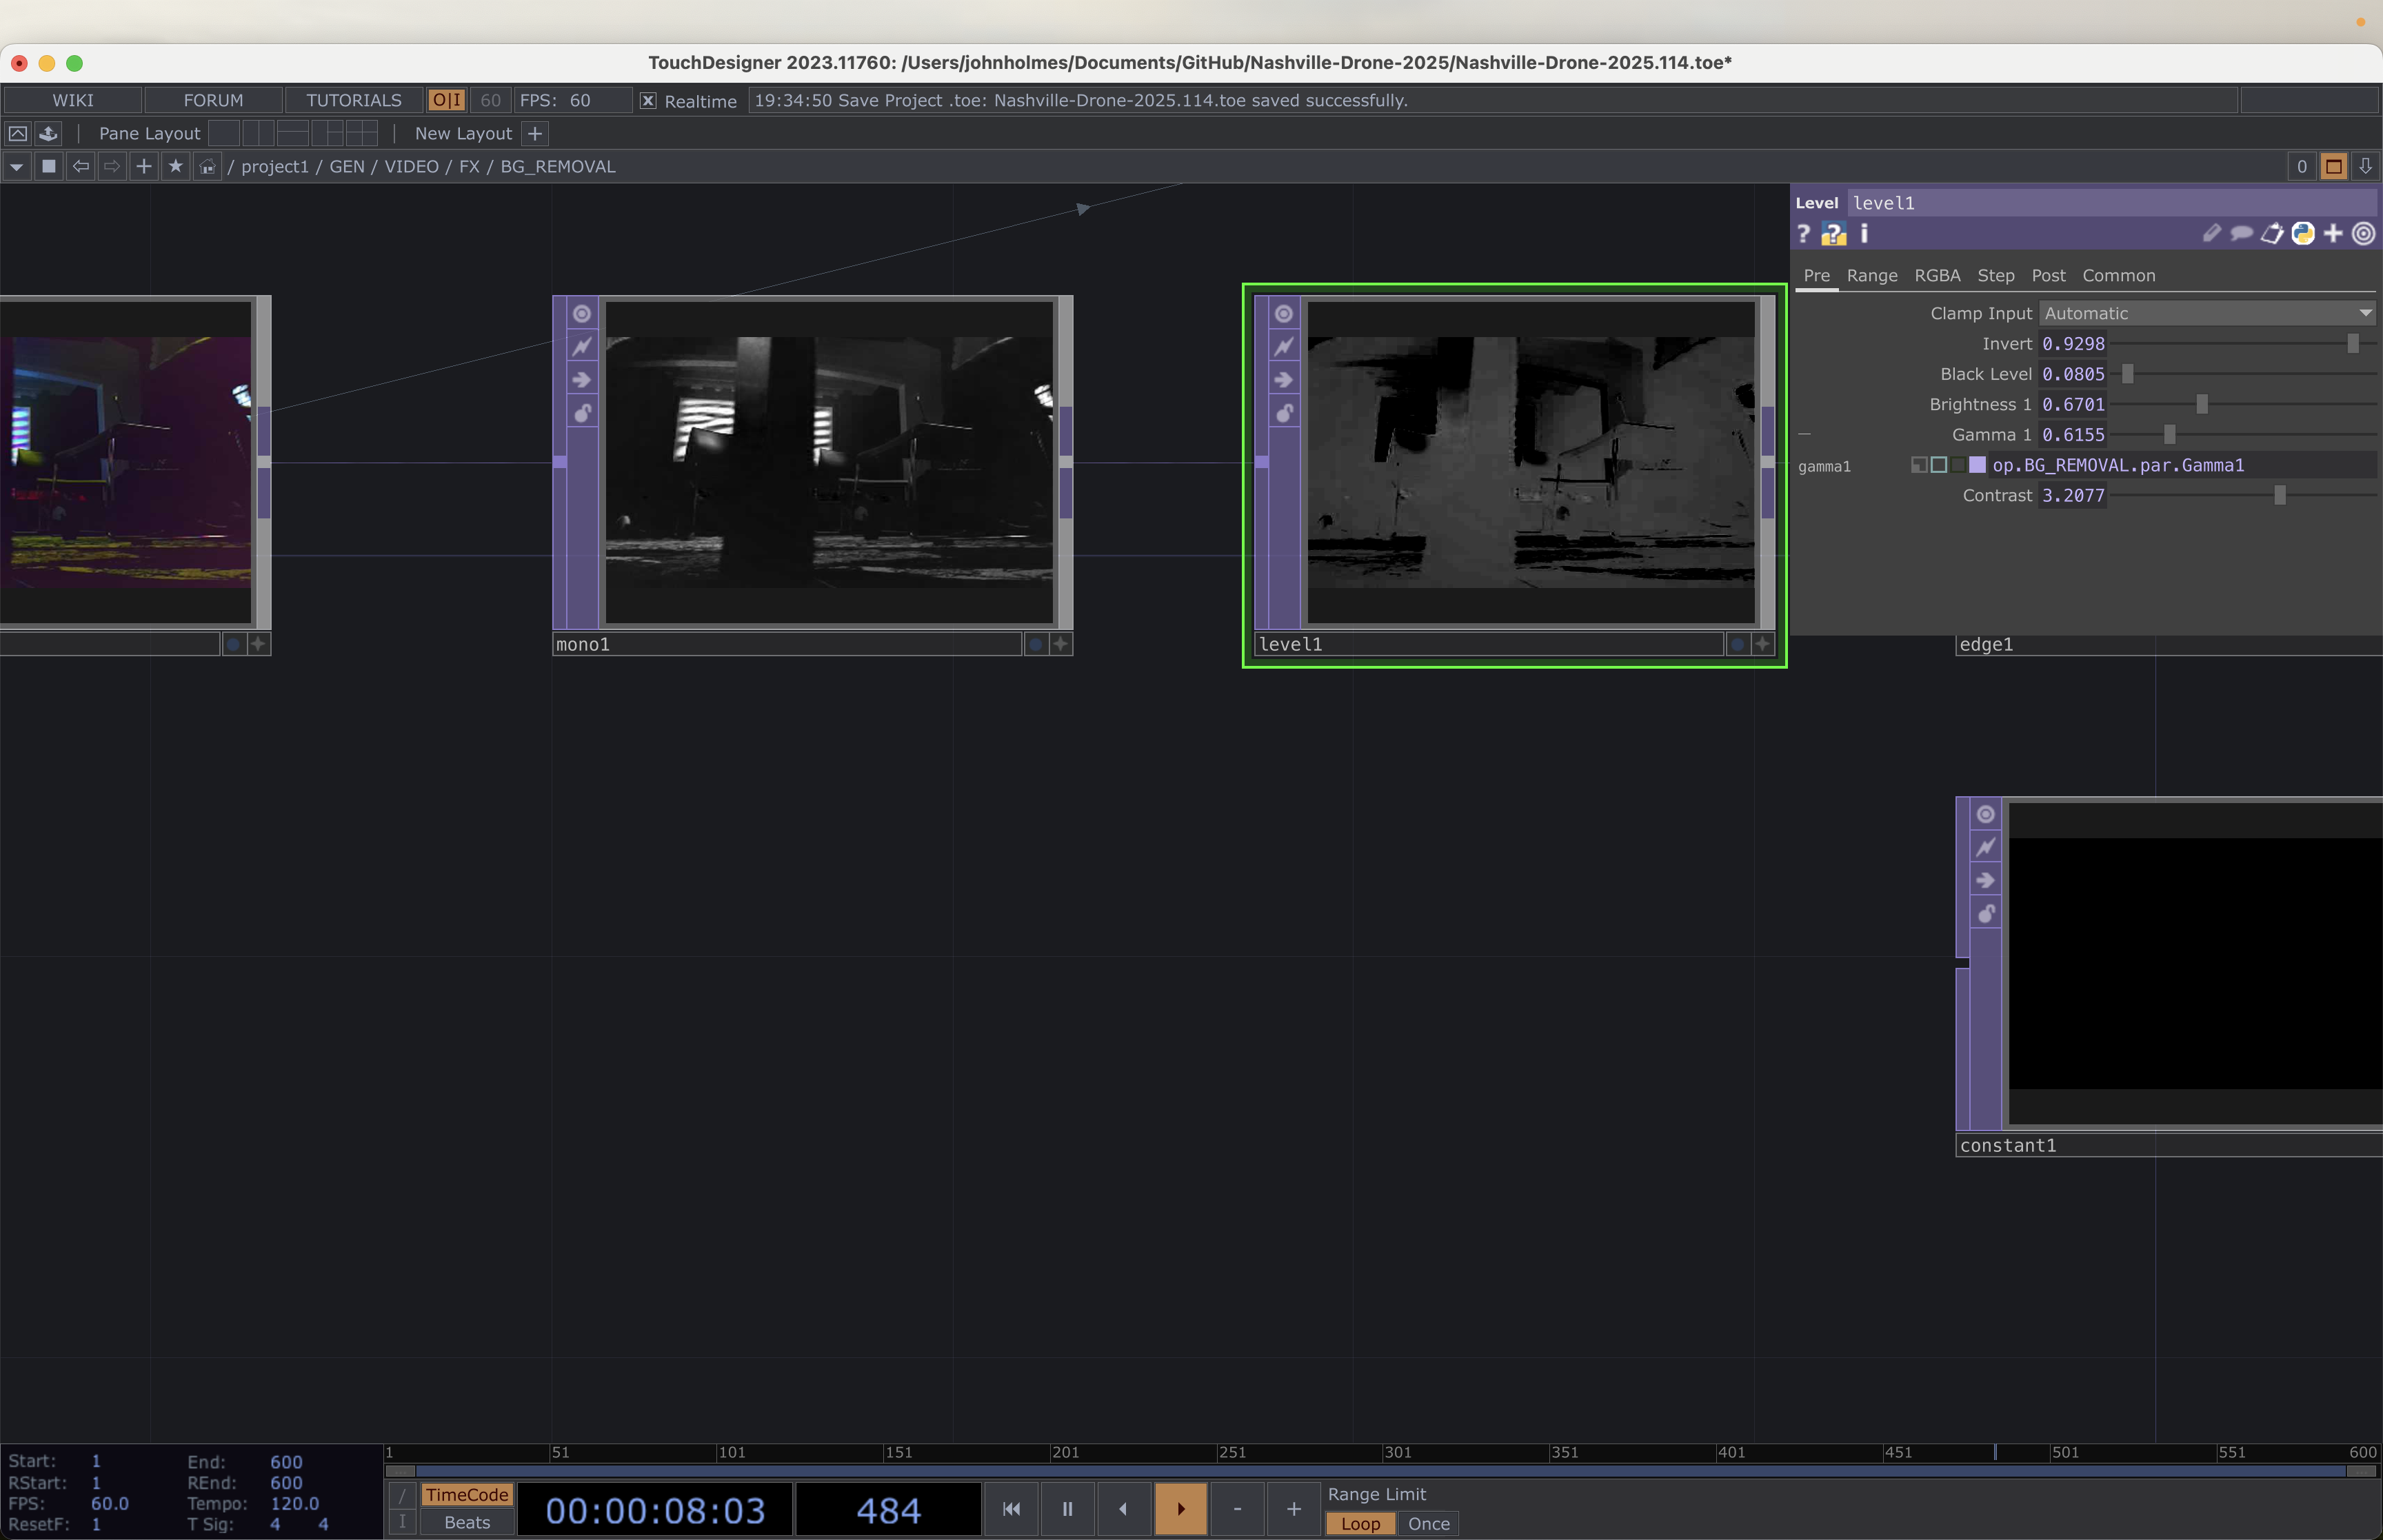 TouchDesigner 2023.11760: /Users/johnholmes/Documents/GitHub/Nashville-Drone-2025/Nashville-Drone-2025.114.toe*
WIKI FORUM TUTORIALS O|I 60 FPS: 60 X Realtime 19:34:50 Save Project .toe: Nashville-Drone-2025.114.toe saved successfully.
Pane Layout | New Layout +
/ project1 / GEN / VIDEO / FX / BG_REMOVAL 0
Level level1
? ? i
Pre Range RGBA Step Post Common
Clamp Input Automatic
Invert 0.9298
Black Level 0.0805
Brightness 1 0.6701
Gamma 1 0.6155
gamma1 op.BG_REMOVAL.par.Gamma1
Contrast 3.2077
mono1
level1
edge1
constant1
1 51 101 151 201 251 301 351 401 451 501 551 600
Start: 1 End: 600
RStart: 1 REnd: 600
FPS: 60.0 Tempo: 120.0
ResetF: 1 T Sig: 4 4
/ TimeCode
I Beats
00:00:08:03 484
- +
Range Limit
Loop Once